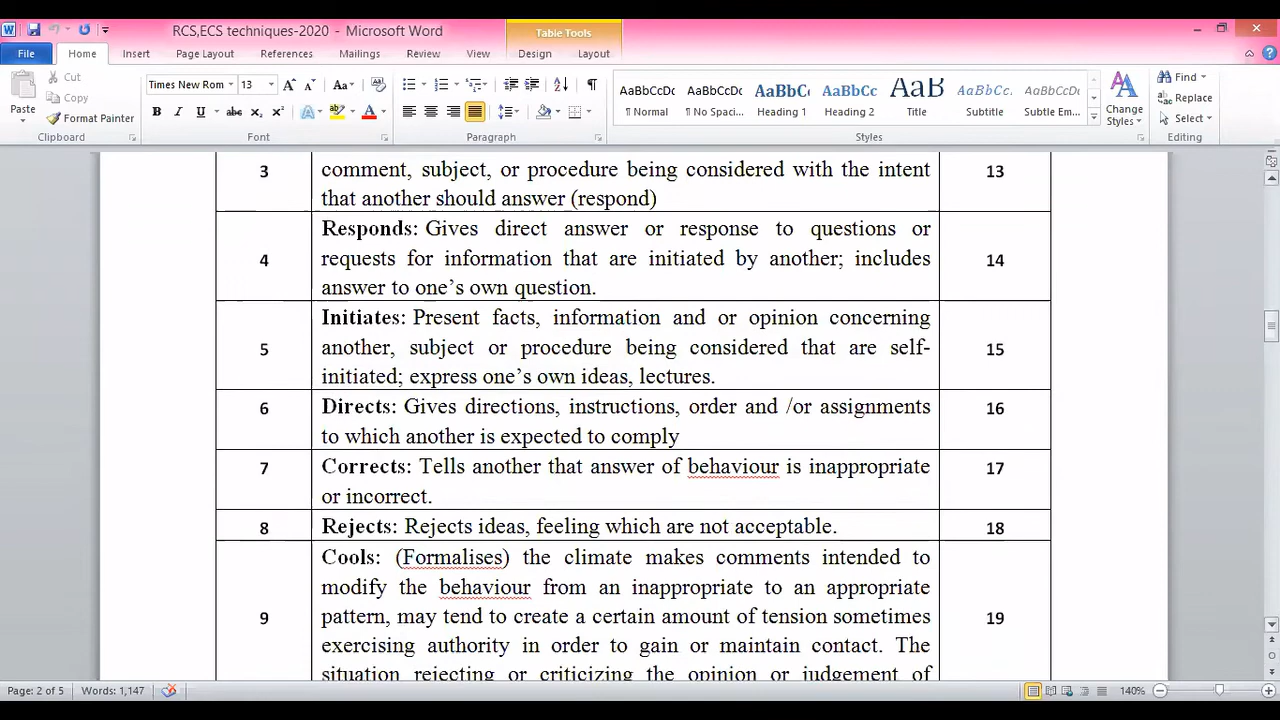 RCS,ECS techniques-2020 - Microsoft Word
Table Tools
File Home Insert Page Layout References Mailings Review View Design Layout
Paste
Cut
Copy
Format Painter
Clipboard
Times New Rom 13
Font
Paragraph
AaBbCcDc AaBbCcDc AaBbC AaBbCc AaB AaBbCc. AaBbCcDc
¶ Normal ¶ No Spaci... Heading 1 Heading 2 Title Subtitle Subtle Em...
Change Styles
Styles
Find
Replace
Select
Editing
3 comment, subject, or procedure being considered with the intent 13
that another should answer (respond)
Responds: Gives direct answer or response to questions or
4 requests for information that are initiated by another; includes 14
answer to one’s own question.
Initiates: Present facts, information and or opinion concerning
5 another, subject or procedure being considered that are self- 15
initiated; express one’s own ideas, lectures.
6 Directs: Gives directions, instructions, order and /or assignments 16
to which another is expected to comply
7 Corrects: Tells another that answer of behaviour is inappropriate 17
or incorrect.
8 Rejects: Rejects ideas, feeling which are not acceptable. 18
Cools: (Formalises) the climate makes comments intended to
modify the behaviour from an inappropriate to an appropriate
9 pattern, may tend to create a certain amount of tension sometimes 19
exercising authority in order to gain or maintain contact. The
situation rejecting or criticizing the opinion or judgement of
Page: 2 of 5 Words: 1,147 140%